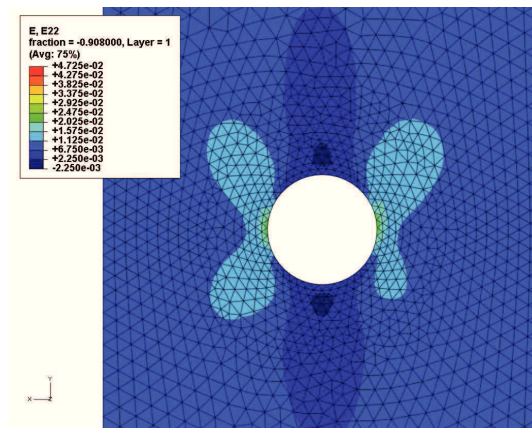 E, E22
fraction = -0.908000, Layer = 1
(Avg: 75%)
+4.725e-02
+4.275e-02
+3.825e-02
+3.375e-02
+2.925e-02
+2.475e-02
+2.025e-02
+1.575e-02
+1.125e-02
+6.750e-03
+2.250e-03
-2.250e-03
Y
X
Z